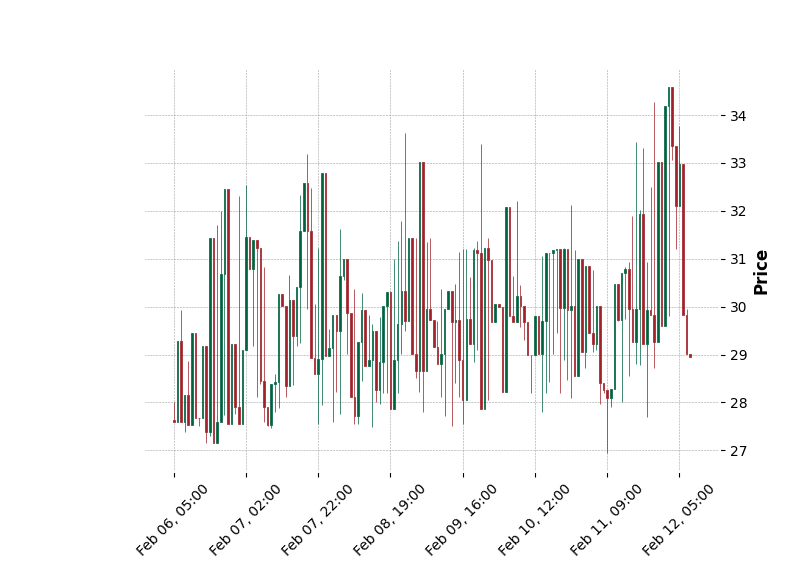 34
33
32
31
30
29
28
27
Price
Feb 06, 05:00
Feb 07, 02:00
Feb 07, 22:00
Feb 08, 19:00
Feb 09, 16:00
Feb 10, 12:00
Feb 11, 09:00
Feb 12, 05:00